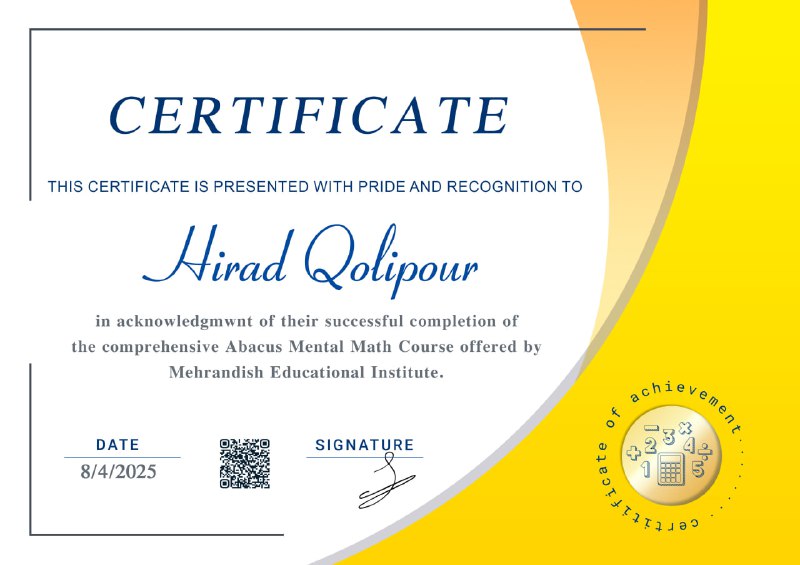 CERTIFICATE
THIS CERTIFICATE IS PRESENTED WITH PRIDE AND RECOGNITION TO
Hirad Qolipour
in acknowledgmwnt of their successful completion of
the comprehensive Abacus Mental Math Course offered by
Mehrandish Educational Institute.
DATE
8/4/2025
SIGNATURE
certificate of achievement........certificate
+ 2 3 × 4 ÷
1 5